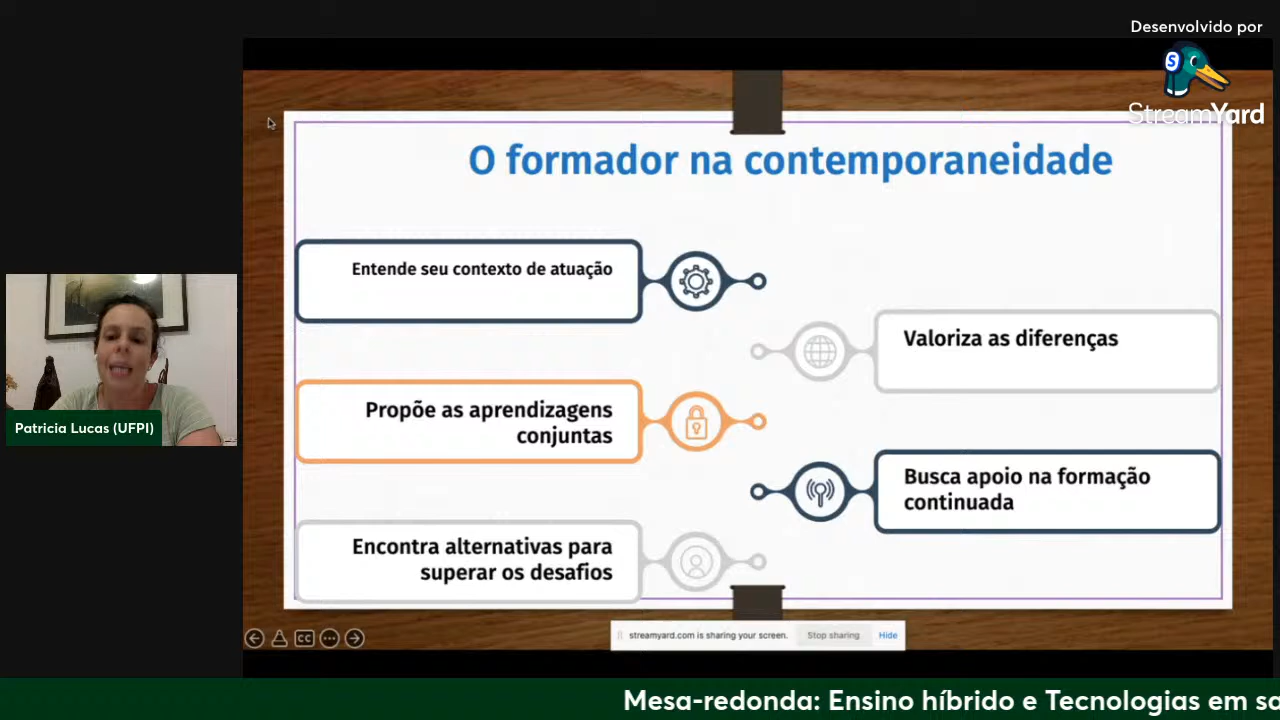 Desenvolvido por
StreamYard
O formador na contemporaneidade
Entende seu contexto de atuação
Valoriza as diferenças
Propõe as aprendizagens
conjuntas
Busca apoio na formação
continuada
Encontra alternativas para
superar os desafios
Patricia Lucas (UFPI)
CC
streamyard.com is sharing your screen.
Stop sharing
Hide
Mesa-redonda: Ensino híbrido e Tecnologias em